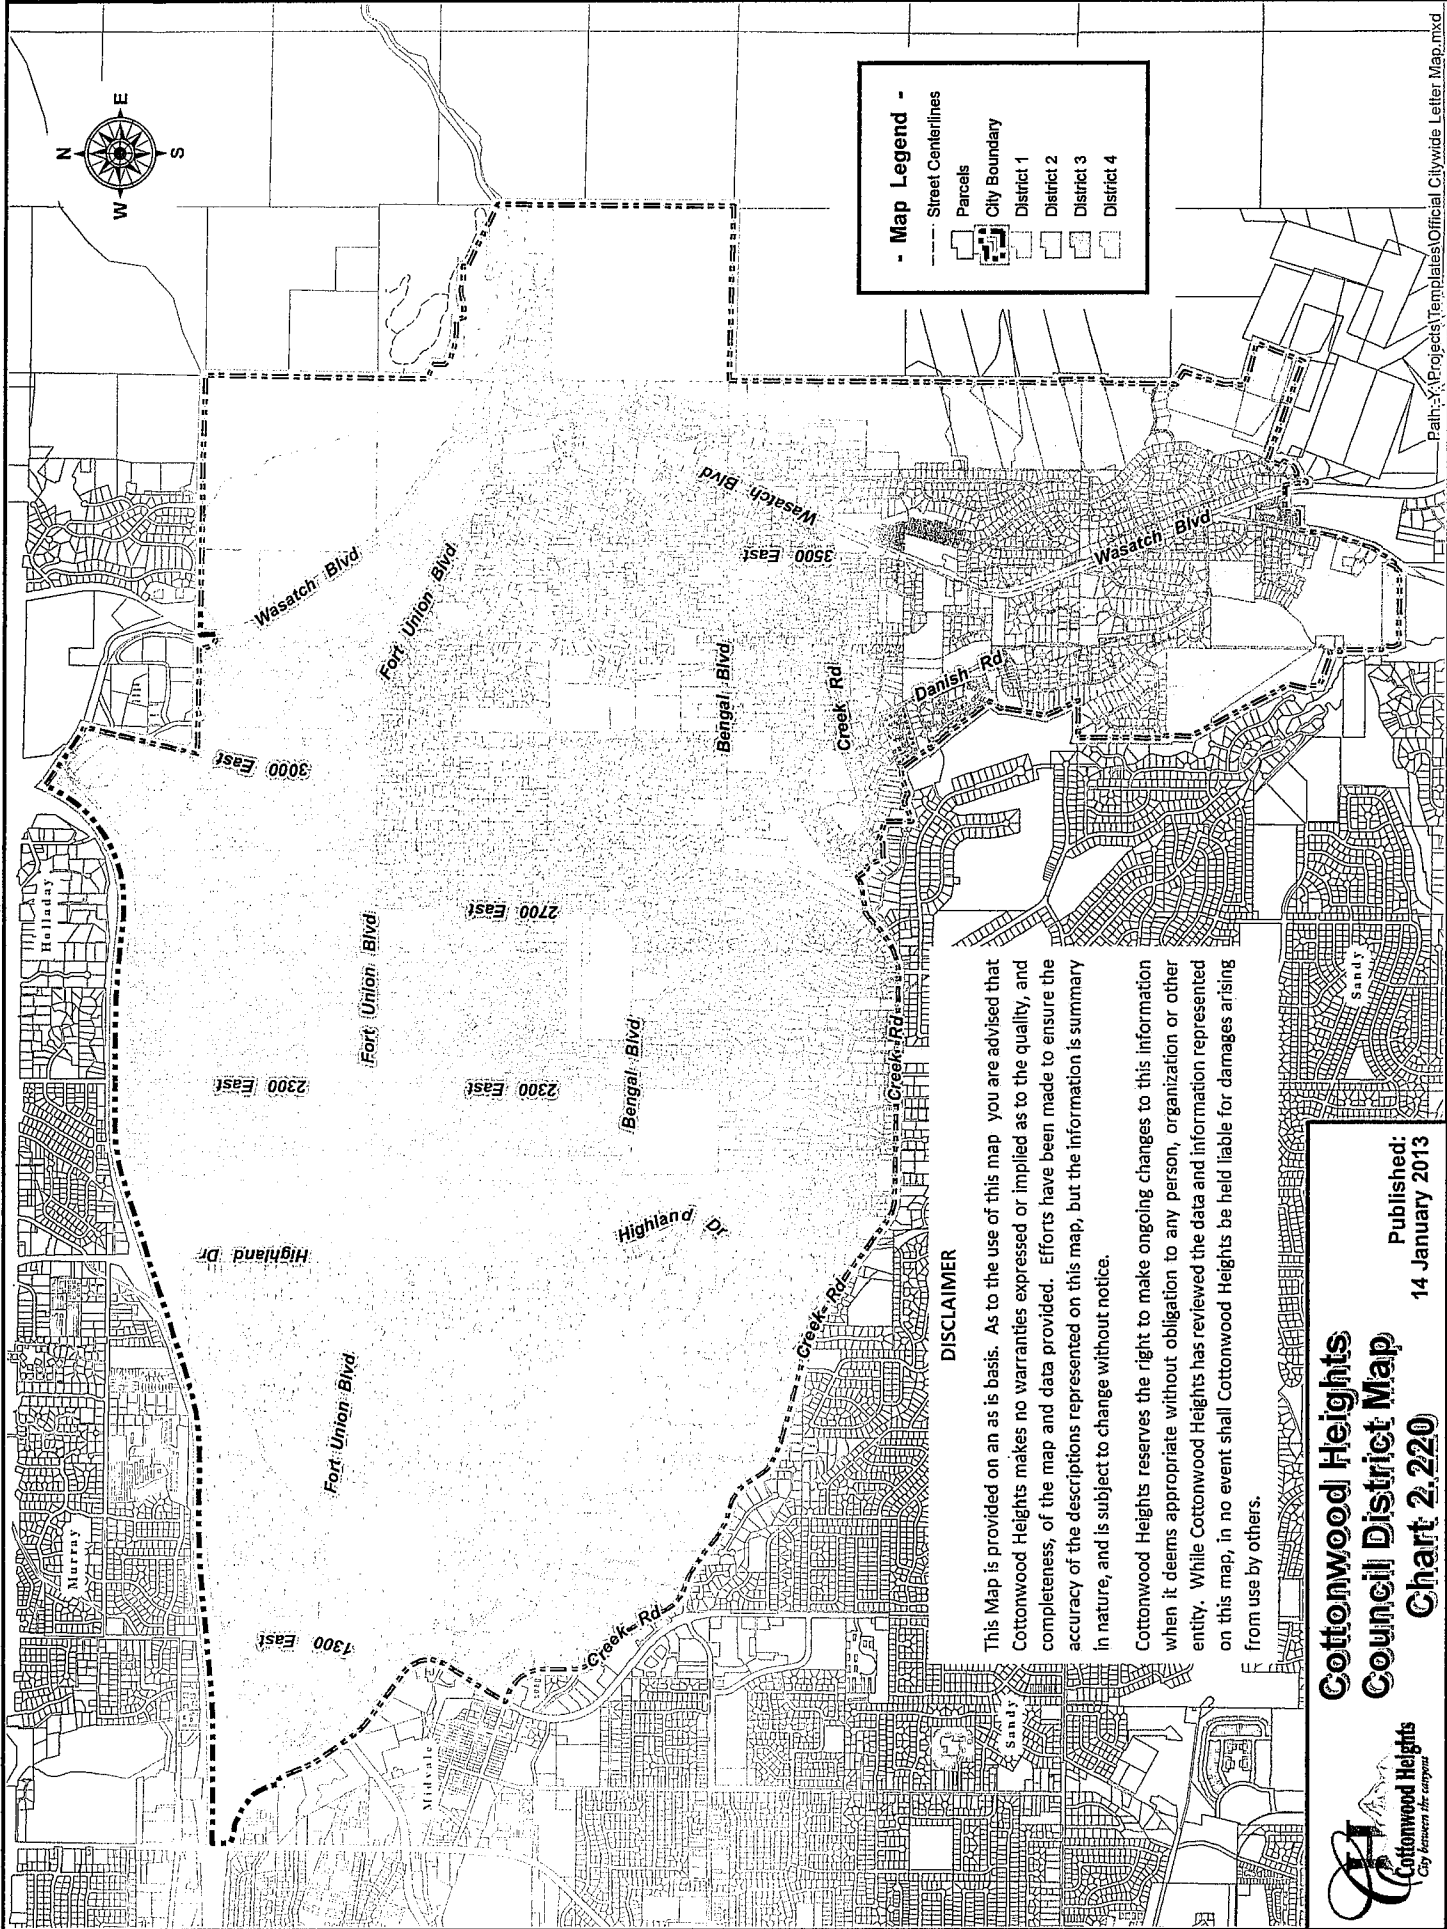 N
W
E
S
Holladay
Murray
Midvale
Sandy
Sandy
3000 East
Wasatch Blvd
Fort Union Blvd
2300 East
Highland Dr
1300 East
Fort Union Blvd
Fort Union Blvd
2700 East
2300 East
Bengal Blvd
Highland Dr
Bengal Blvd
Wasatch Blvd
3500 East
Creek Rd
Danish Rd
Wasatch Blvd
Creek Rd
Creek Rd
Creek Rd
- Map Legend -
Street Centerlines
Parcels
City Boundary
District 1
District 2
District 3
District 4
DISCLAIMER
This Map is provided on an as is basis. As to the use of this map you are advised that
Cottonwood Heights makes no warranties expressed or implied as to the quality, and
completeness, of the map and data provided. Efforts have been made to ensure the
accuracy of the descriptions represented on this map, but the information is summary
in nature, and is subject to change without notice.
Cottonwood Heights reserves the right to make ongoing changes to this information
when it deems appropriate without obligation to any person, organization or other
entity. While Cottonwood Heights has reviewed the data and information represented
on this map, in no event shall Cottonwood Heights be held liable for damages arising
from use by others.
CH
Cottonwood Heights
City between the canyons
Cottonwood Heights
Council District Map
Chart 2.220
Published:
14 January 2013
Path: Y:\Projects\Templates\Official Citywide Letter Map.mxd